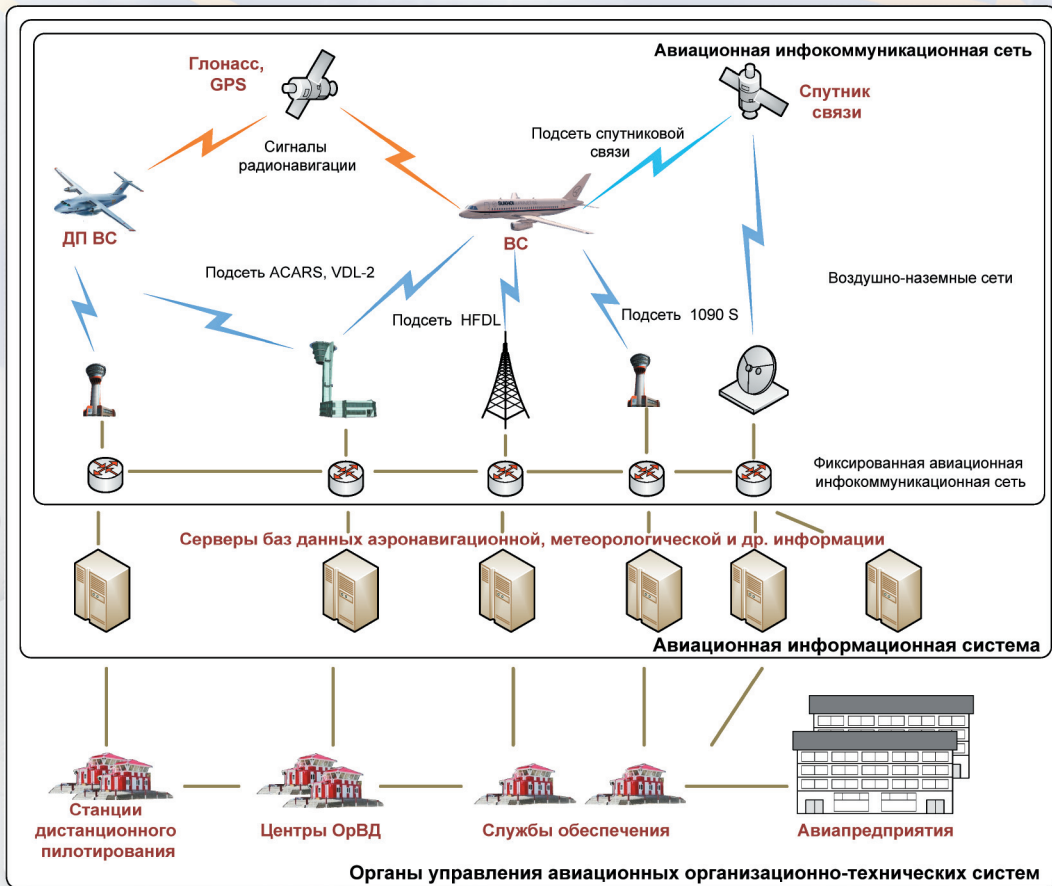 Авиационная инфокоммуникационная сеть
Глонасс,
GPS
Спутник
связи
Подсеть спутниковой
связи
Сигналы
радионавигации
ДП ВС
ВС
Подсеть ACARS, VDL-2
Воздушно-наземные сети
Подсеть HFDL
Подсеть 1090 S
Фиксированная авиационная
инфокоммуникационная сеть
Серверы баз данных аэронавигационной, метеорологической и др. информации
Авиационная информационная система
Станции
дистанционного
пилотирования
Центры ОрВД
Службы обеспечения
Авиапредприятия
Органы управления авиационных организационно-технических систем